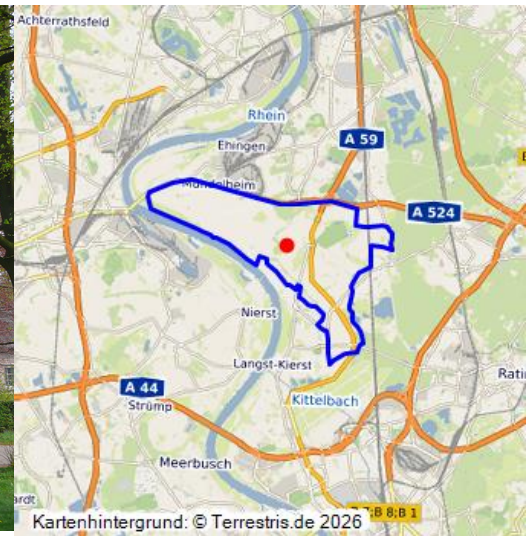 Achterrathsfeld
Rhein
Ehingen
A 59
Mündelheim
A 524
Nierst
Langst-Kierst
A 44
Strümp
Kittelbach
Meerbusch
Kartenhintergrund: © Terrestris.de 2026
B 8;B 1